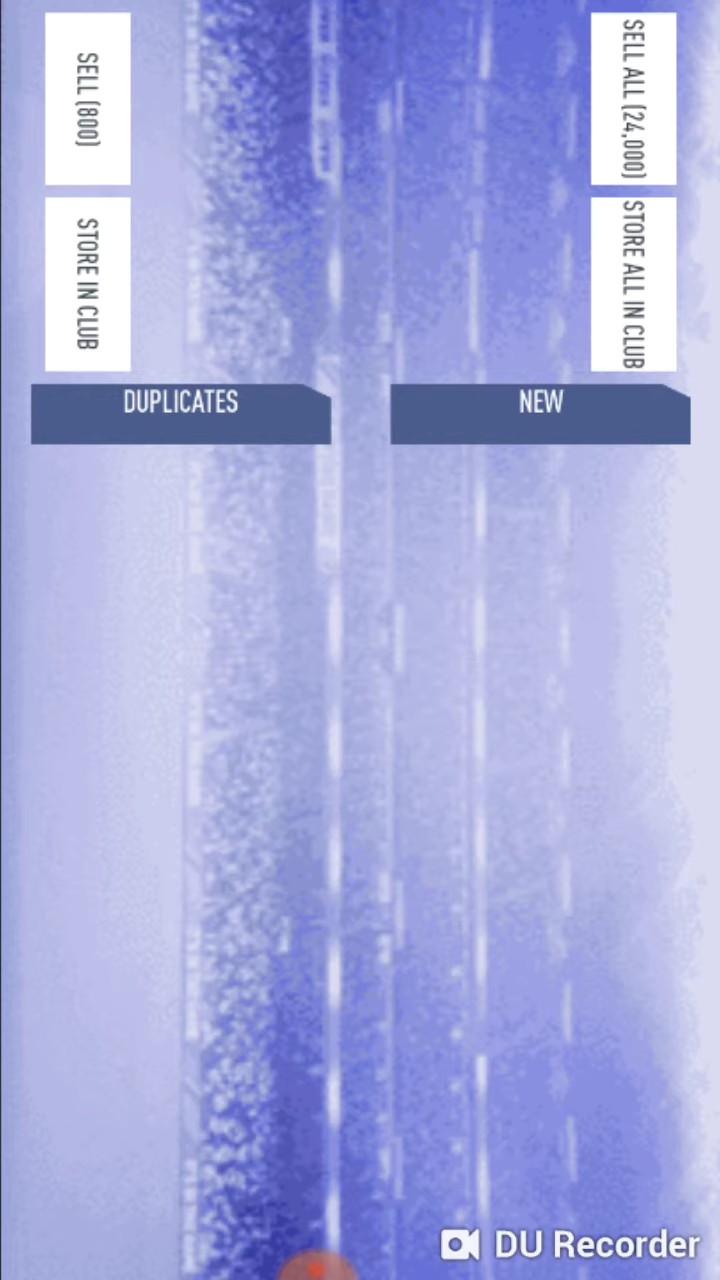 SELL (800)
SELL ALL (24,000)
STORE IN CLUB
STORE ALL IN CLUB
DUPLICATES
NEW
DU Recorder